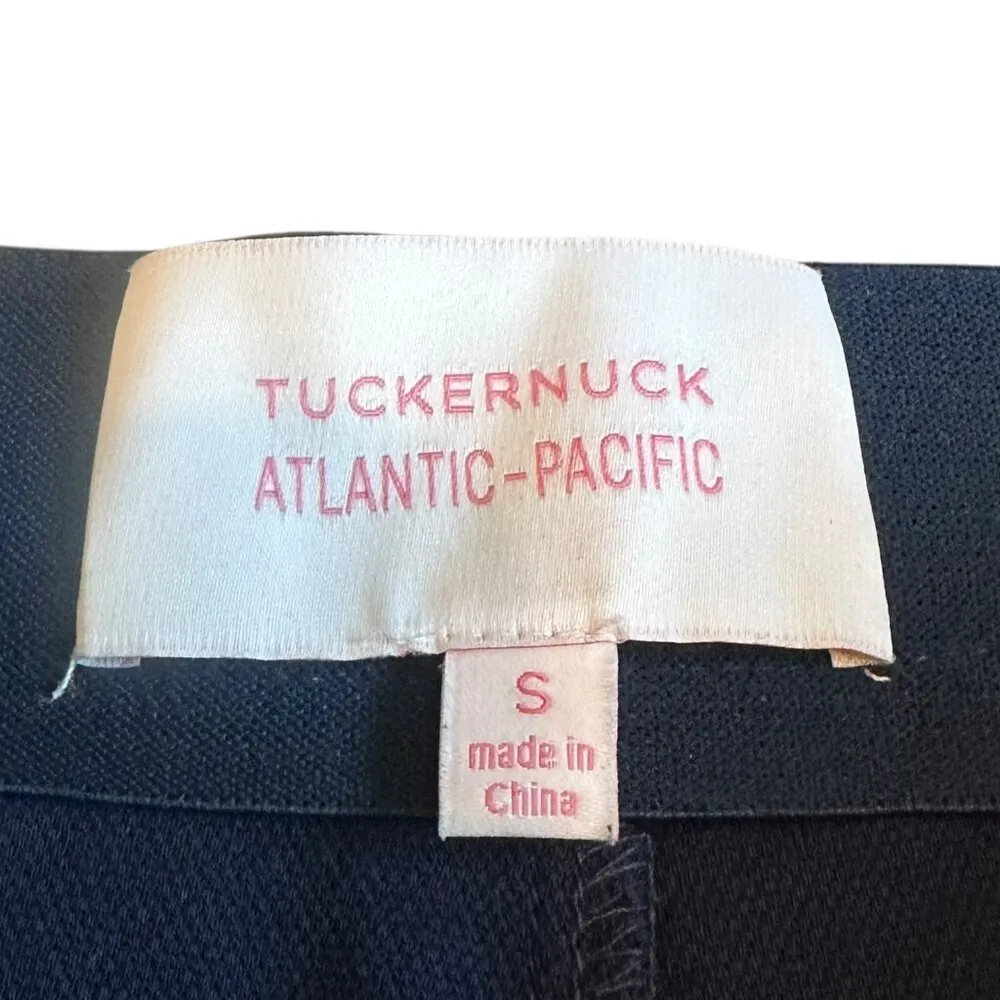 TUCKERNUCK
ATLANTIC-PACIFIC
S
made in
China